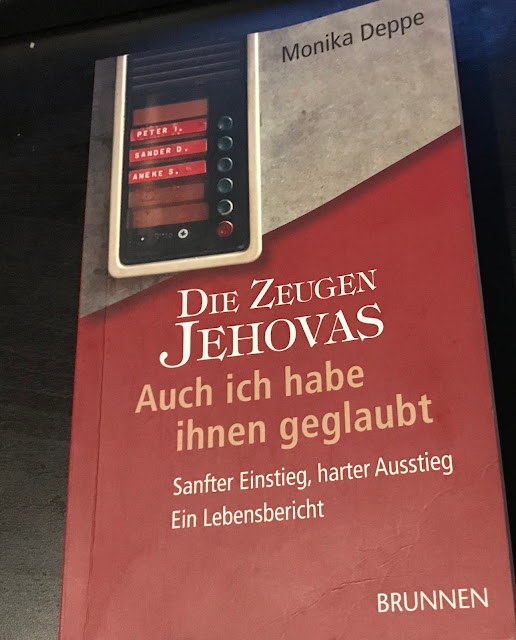 Monika Deppe
PETER T.
SANDER D.
ANEKE S.
DIE ZEUGEN
JEHOVAS
Auch ich habe
ihnen geglaubt
Sanfter Einstieg, harter Ausstieg
Ein Lebensbericht
BRUNNEN